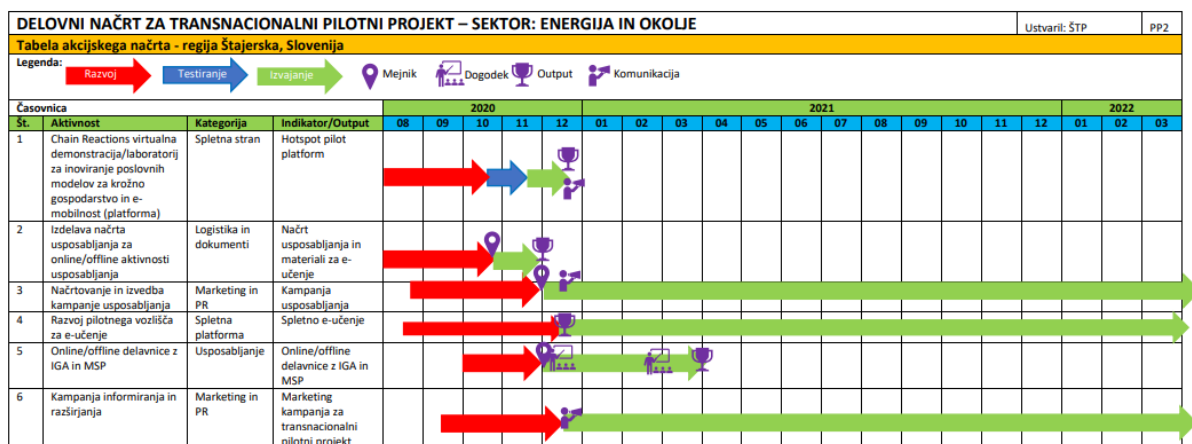 DELOVNI NAČRT ZA TRANSNACIONALNI PILOTNI PROJEKT – SEKTOR: ENERGIJA IN OKOLJE
Ustvaril: ŠTP
PP2
Tabela akcijskega načrta - regija Štajerska, Slovenija
Legenda:
Razvoj
Testiranje
Izvajanje
Mejnik
Dogodek
Output
Komunikacija
Časovnica
2020
2021
2022
Št.
Aktivnost
Kategorija
Indikator/Output
08 09 10 11 12 01 02 03 04 05 06 07 08 09 10 11 12 01 02 03
1
Chain Reactions virtualna
demonstracija/laboratorij
za inoviranje poslovnih
modelov za krožno
gospodarstvo in e-
mobilnost (platforma)
Spletna stran
Hotspot pilot
platform
2
Izdelava načrta
usposabljanja za
online/offline aktivnosti
usposabljanja
Logistika in
dokumenti
Načrt
usposabljanja in
materiali za e-
učenje
3
Načrtovanje in izvedba
kampanje usposabljanja
Marketing in
PR
Kampanja
usposabljanja
4
Razvoj pilotnega vozlišča
za e-učenje
Spletna
platforma
Spletno e-učenje
5
Online/offline delavnice z
IGA in MSP
Usposabljanje
Online/offline
delavnice z IGA in
MSP
6
Kampanja informiranja in
razširjanja
Marketing in
PR
Marketing
kampanja za
transnacionalni
pilotni projekt